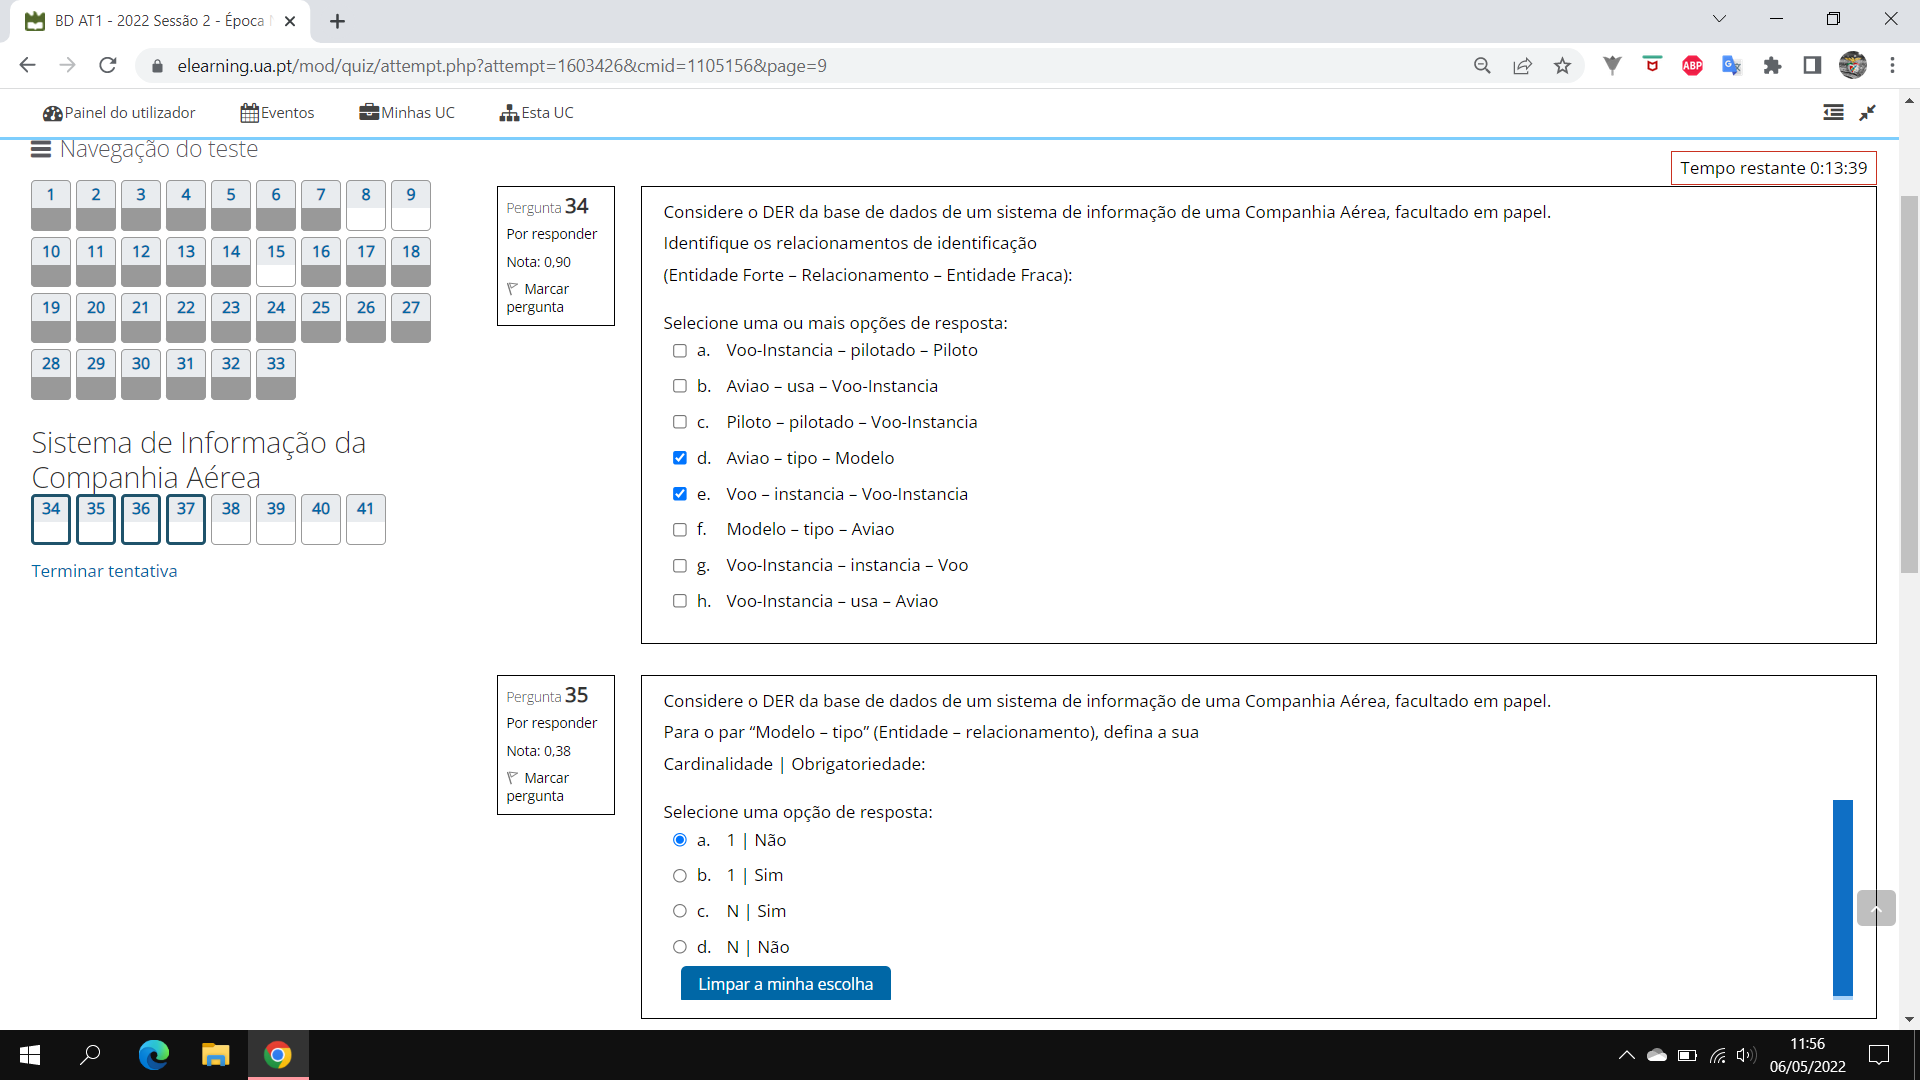 BD AT1 - 2022 Sessão 2 - Época
elearning.ua.pt/mod/quiz/attempt.php?attempt=1603426&cmid=1105156&page=9
ABP
Painel do utilizador
Eventos
Minhas UC
Esta UC
Navegação do teste
Tempo restante 0:13:39
1 2 3 4 5 6 7 8 9
10 11 12 13 14 15 16 17 18
19 20 21 22 23 24 25 26 27
28 29 30 31 32 33
Sistema de Informação da
Companhia Aérea
34 35 36 37 38 39 40 41
Terminar tentativa
Pergunta 34
Por responder
Nota: 0,90
Marcar
pergunta
Considere o DER da base de dados de um sistema de informação de uma Companhia Aérea, facultado em papel.
Identifique os relacionamentos de identificação
(Entidade Forte – Relacionamento – Entidade Fraca):
Selecione uma ou mais opções de resposta:
a. Voo-Instancia – pilotado – Piloto
b. Aviao – usa – Voo-Instancia
c. Piloto – pilotado – Voo-Instancia
d. Aviao – tipo – Modelo
e. Voo – instancia – Voo-Instancia
f. Modelo – tipo – Aviao
g. Voo-Instancia – instancia – Voo
h. Voo-Instancia – usa – Aviao
Pergunta 35
Por responder
Nota: 0,38
Marcar
pergunta
Considere o DER da base de dados de um sistema de informação de uma Companhia Aérea, facultado em papel.
Para o par “Modelo – tipo” (Entidade – relacionamento), defina a sua
Cardinalidade | Obrigatoriedade:
Selecione uma opção de resposta:
a. 1 | Não
b. 1 | Sim
c. N | Sim
d. N | Não
Limpar a minha escolha
11:56
06/05/2022